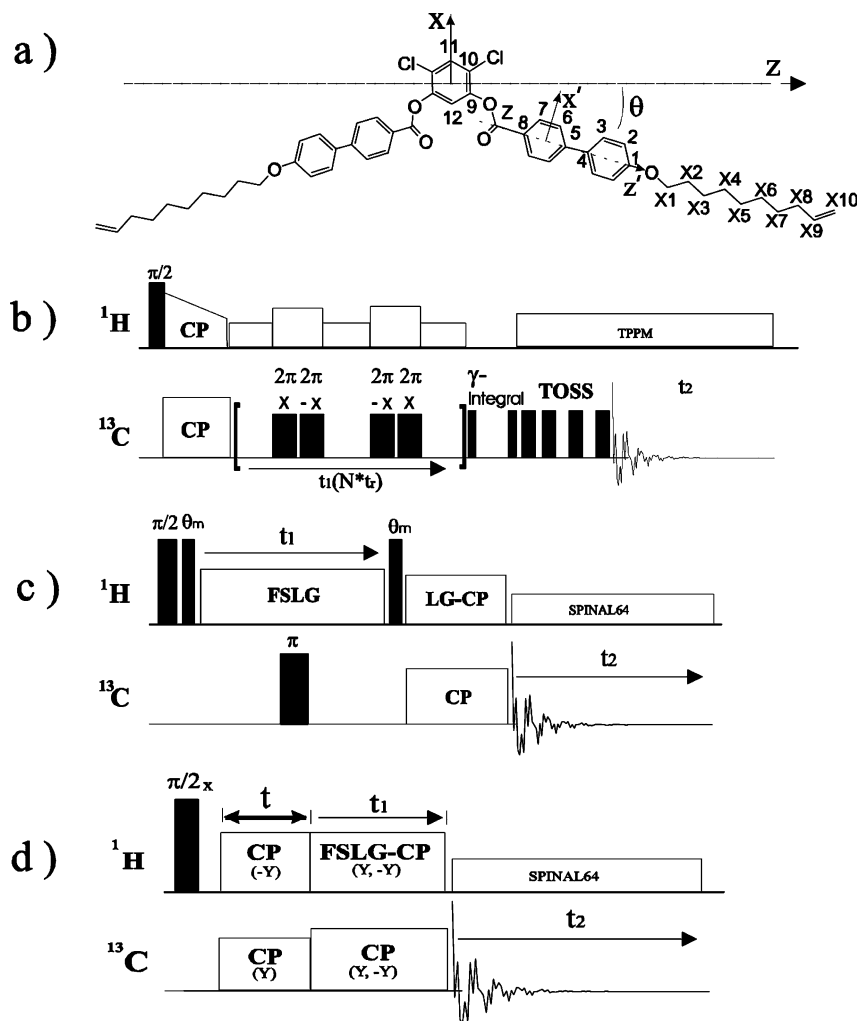 a )
X
11
Cl 10 Cl
Z
O 9 O X'
12 Z 7 6
O 8 5 3 2 θ
O 4 1
O Z' O X2 X4 X6 X8 X10
X1 X3 X5 X7 X9
b )
π/2
¹H CP TPPM
2π 2π 2π 2π γ-
X -X -X X Integral TOSS t₂
¹³C CP
t₁(N*tr)
c )
π/2 θm t₁ θm
¹H FSLG LG-CP SPINAL64
π
¹³C CP t₂
d )
π/2 x t t₁
¹H CP FSLG-CP SPINAL64
(-Y) (Y, -Y)
¹³C CP CP t₂
(Y) (Y, -Y)